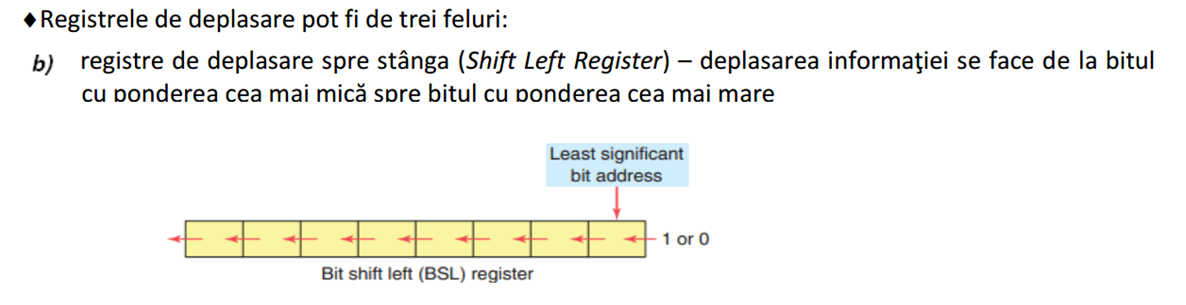 ♦Registrele de deplasare pot fi de trei feluri:
b) registre de deplasare spre stânga (Shift Left Register) – deplasarea informaţiei se face de la bitul
cu ponderea cea mai mică spre bitul cu ponderea cea mai mare
Least significant
bit address
1 or 0
Bit shift left (BSL) register